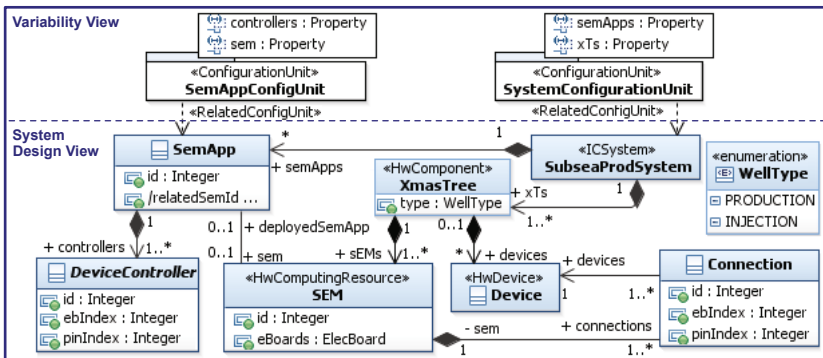 Variability View
controllers : Property
sem : Property
semApps : Property
xTs : Property
«ConfigurationUnit»
SemAppConfigUnit
«ConfigurationUnit»
SystemConfigurationUnit
«RelatedConfigUnit»
«RelatedConfigUnit»
System
Design View
SemApp
id : Integer
/relatedSemId ...
*
+ semApps
1
«ICSystem»
SubseaProdSystem
1
+ xTs
1..*
«HwComponent»
XmasTree
type : WellType
«enumeration»
WellType
PRODUCTION
INJECTION
1
+ controllers
1..*
0..1
+ deployedSemApp
0..1
+ sem
1
+ sEMs
1..*
0..1
*
+ devices
DeviceController
id : Integer
ebIndex : Integer
pinIndex : Integer
«HwComputingResource»
SEM
id : Integer
eBoards : ElecBoard
«HwDevice»
Device
+ devices
1
1..*
Connection
id : Integer
ebIndex : Integer
pinIndex : Integer
- sem
1
+ connections
1..*